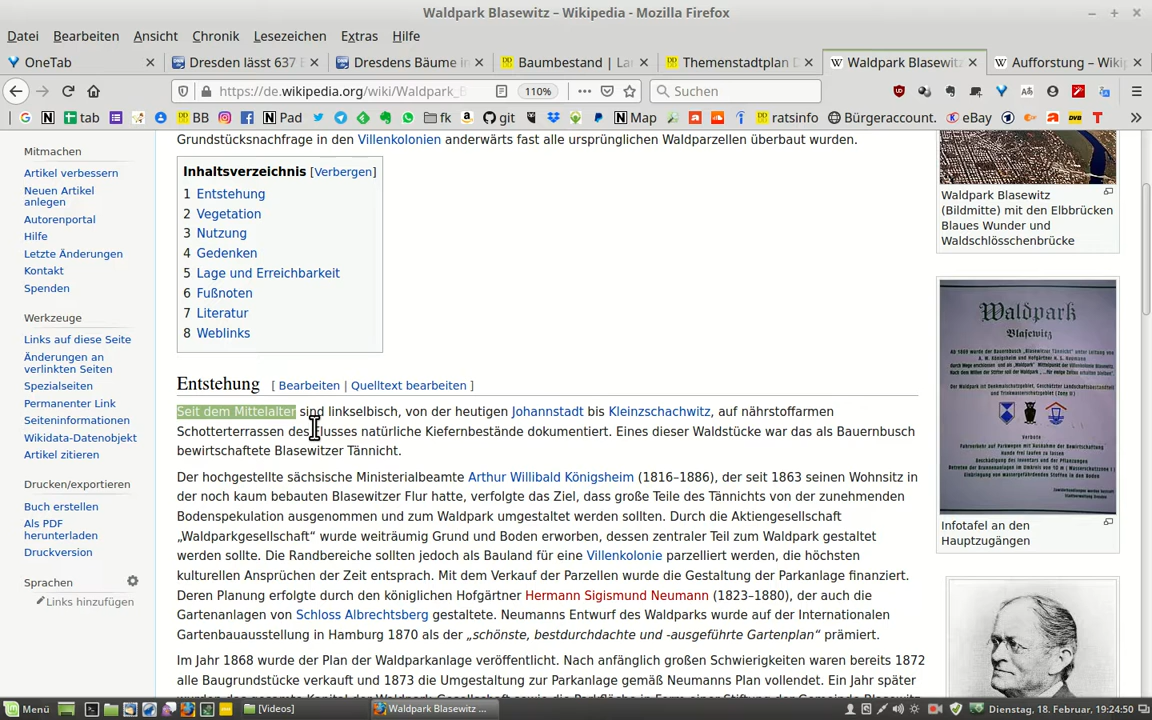 Waldpark Blasewitz – Wikipedia - Mozilla Firefox
Datei Bearbeiten Ansicht Chronik Lesezeichen Extras Hilfe
OneTab Dresden lässt 637 B Dresdens Bäume in Baumbestand | La Themenstadtplan D Waldpark Blasewitz Aufforstung – Wikip
https://de.wikipedia.org/wiki/Waldpark_B 110% Suchen
tab BB Pad fk git Map ratsinfo Bürgeraccount. eBay
Mitmachen
Artikel verbessern
Neuen Artikel
anlegen
Autorenportal
Hilfe
Letzte Änderungen
Kontakt
Spenden
Werkzeuge
Links auf diese Seite
Änderungen an
verlinkten Seiten
Spezialseiten
Permanenter Link
Seiteninformationen
Wikidata-Datenobjekt
Artikel zitieren
Drucken/exportieren
Buch erstellen
Als PDF
herunterladen
Druckversion
Sprachen
Links hinzufügen
Grundstücksnachfrage in den Villenkolonien anderwärts fast alle ursprünglichen Waldparzellen überbaut wurden.
Inhaltsverzeichnis [Verbergen]
1 Entstehung
2 Vegetation
3 Nutzung
4 Gedenken
5 Lage und Erreichbarkeit
6 Fußnoten
7 Literatur
8 Weblinks
Entstehung [ Bearbeiten | Quelltext bearbeiten ]
Seit dem Mittelalter sind linkselbisch, von der heutigen Johannstadt bis Kleinzschachwitz, auf nährstoffarmen
Schotterterrassen des Flusses natürliche Kiefernbestände dokumentiert. Eines dieser Waldstücke war das als Bauernbusch
bewirtschaftete Blasewitzer Tännicht.
Der hochgestellte sächsische Ministerialbeamte Arthur Willibald Königsheim (1816–1886), der seit 1863 seinen Wohnsitz in
der noch kaum bebauten Blasewitzer Flur hatte, verfolgte das Ziel, dass große Teile des Tännichts von der zunehmenden
Bodenspekulation ausgenommen und zum Waldpark umgestaltet werden sollten. Durch die Aktiengesellschaft
„Waldparkgesellschaft“ wurde weiträumig Grund und Boden erworben, dessen zentraler Teil zum Waldpark gestaltet
werden sollte. Die Randbereiche sollten jedoch als Bauland für eine Villenkolonie parzelliert werden, die höchsten
kulturellen Ansprüchen der Zeit entsprach. Mit dem Verkauf der Parzellen wurde die Gestaltung der Parkanlage finanziert.
Deren Planung erfolgte durch den königlichen Hofgärtner Hermann Sigismund Neumann (1823–1880), der auch die
Gartenanlagen von Schloss Albrechtsberg gestaltete. Neumanns Entwurf des Waldparks wurde auf der Internationalen
Gartenbauausstellung in Hamburg 1870 als der „schönste, bestdurchdachte und -ausgeführte Gartenplan“ prämiert.
Im Jahr 1868 wurde der Plan der Waldparkanlage veröffentlicht. Nach anfänglich großen Schwierigkeiten waren bereits 1872
alle Baugrundstücke verkauft und 1873 die Umgestaltung zur Parkanlage gemäß Neumanns Plan vollendet. Ein Jahr später
Waldpark Blasewitz
(Bildmitte) mit den Elbbrücken
Blaues Wunder und
Waldschlösschenbrücke
Waldpark
Blasewitz
Infotafel an den
Hauptzugängen
Menü [Videos] Waldpark Blasewitz ... Dienstag, 18. Februar, 19:24:50